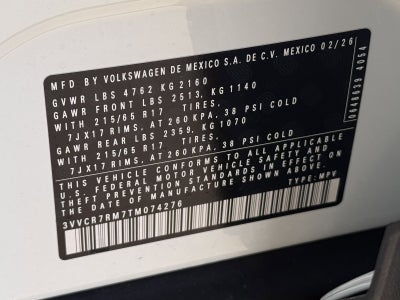 MFD BY VOLKSWAGEN DE MEXICO S.A. DE C.V. MEXICO 02/26
GVWR LBS 4762 KG 2160
GAWR FRONT LBS 2513, KG 1140
WITH 215/65 R17 TIRES.
7JX17 RIMS. AT 260 KPA, 38 PSI COLD
GAWR REAR LBS 2359, KG 1070
WITH 215/65 R17 TIRES.
7JX17 RIMS. AT 260 KPA, 38 PSI COLD
THIS VEHICLE CONFORMS TO ALL APPLICABLE
U.S. FEDERAL MOTOR VEHICLE SAFETY AND
THEFT PREVENTION STANDARDS IN EFFECT ON
THE DATE OF MANUFACTURE SHOWN ABOVE.
3VVCR7RM7TM074276 TYPE: MPV
0648639 4054